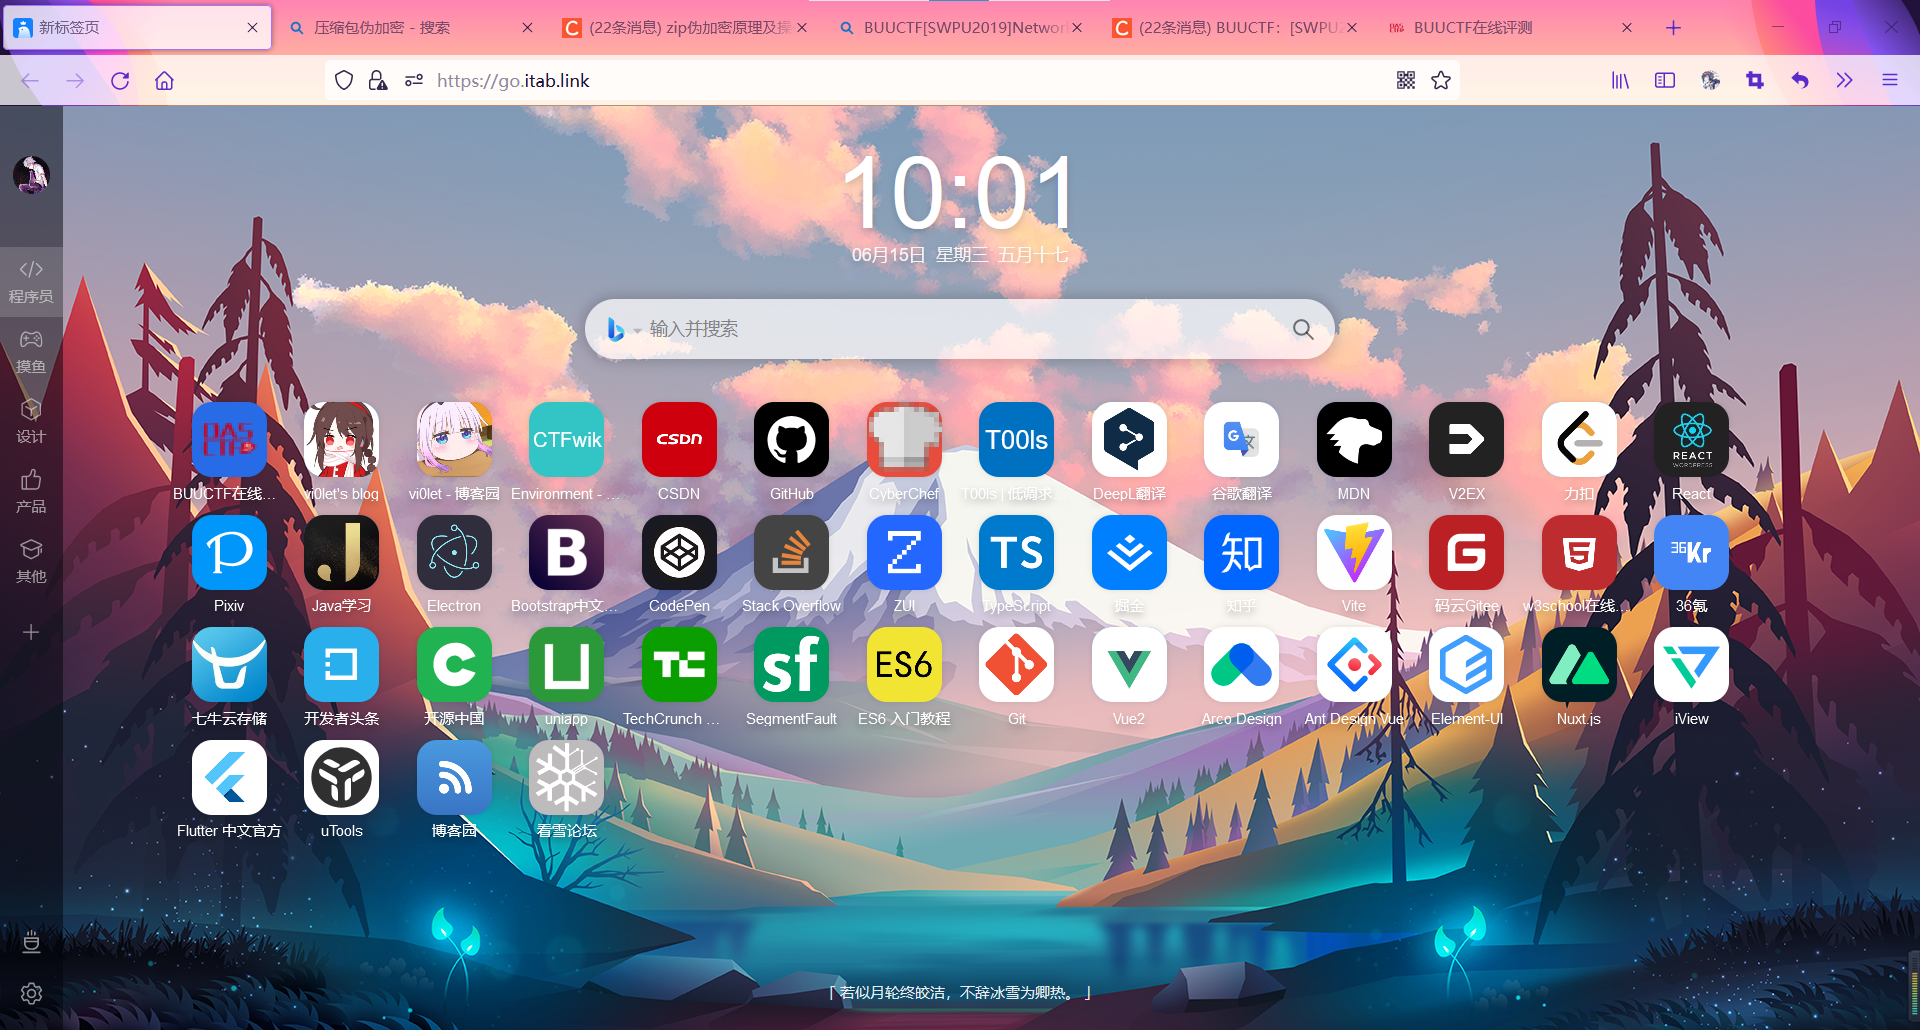 新标签页
压缩包伪加密 - 搜索
(22条消息) zip伪加密原理及操
BUUCTF[SWPU2019]Networ
(22条消息) BUUCTF：[SWPU2
BUUCTF在线评测
https://go.itab.link
10:01
06月15日 星期三 五月十七
输入并搜索
程序员
摸鱼
设计
产品
其他
CTFwik
CSDN
T00ls
REACT
WORDPRESS
BUUCTF在线…
vi0let's blog
vi0let - 博客园
Environment - …
CSDN
GitHub
CyberChef
T00ls | 低调求…
DeepL翻译
谷歌翻译
MDN
V2EX
力扣
React
TS
知
36Kr
Pixiv
Java学习
Electron
Bootstrap中文…
CodePen
Stack Overflow
ZUI
TypeScript
掘金
知乎
Vite
码云Gitee
w3school在线…
36氪
TC
sf
ES6
七牛云存储
开发者头条
开源中国
uniapp
TechCrunch …
SegmentFault
ES6 入门教程
Git
Vue2
Arco Design
Ant Design Vue
Element-UI
Nuxt.js
iView
Flutter 中文官方
uTools
博客园
看雪论坛
「 若似月轮终皎洁，不辞冰雪为卿热。 」